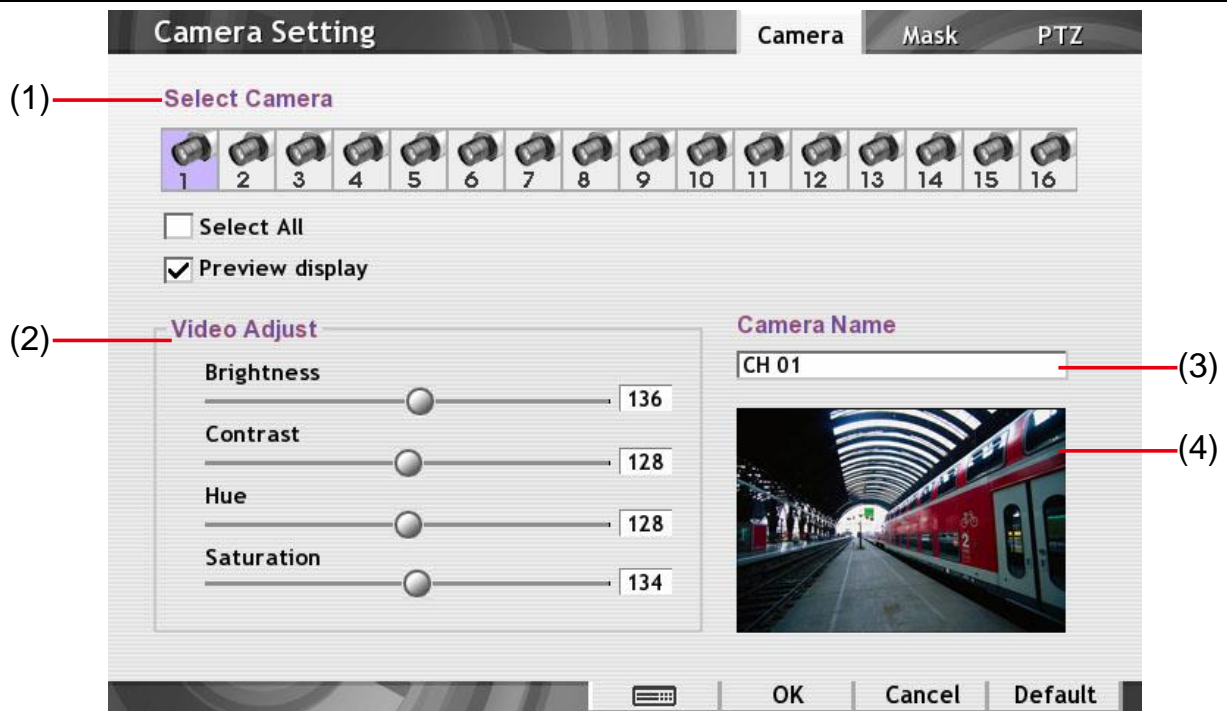 Camera Setting Camera Mask PTZ
(1) Select Camera
1 2 3 4 5 6 7 8 9 10 11 12 13 14 15 16
Select All
Preview display
(2) Video Adjust
Brightness
136
Contrast
128
Hue
128
Saturation
134
Camera Name
CH 01 (3)
(4)
2
OK Cancel Default